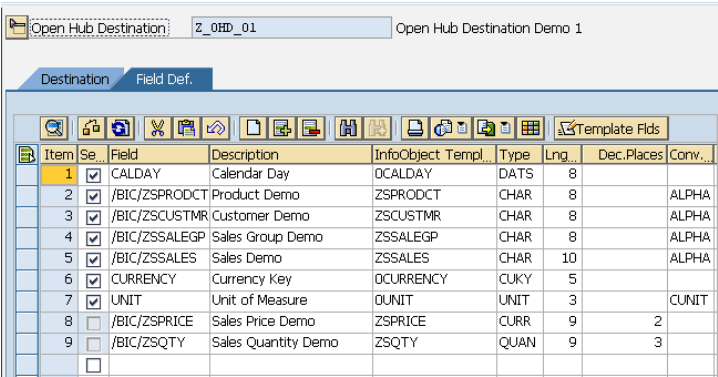 Open Hub Destination Z_OHD_01 Open Hub Destination Demo 1
Destination Field Def.
Template Flds
Item Se... Field Description InfoObject Templ... Type Lng... Dec.Places Conv...
1 CALDAY Calendar Day 0CALDAY DATS 8
2 /BIC/ZSPRODCT Product Demo ZSPRODCT CHAR 8 ALPHA
3 /BIC/ZSCUSTMR Customer Demo ZSCUSTMR CHAR 8 ALPHA
4 /BIC/ZSSALEGP Sales Group Demo ZSSALEGP CHAR 8 ALPHA
5 /BIC/ZSSALES Sales Demo ZSSALES CHAR 10 ALPHA
6 CURRENCY Currency Key 0CURRENCY CUKY 5
7 UNIT Unit of Measure 0UNIT UNIT 3 CUNIT
8 /BIC/ZSPRICE Sales Price Demo ZSPRICE CURR 9 2
9 /BIC/ZSQTY Sales Quantity Demo ZSQTY QUAN 9 3